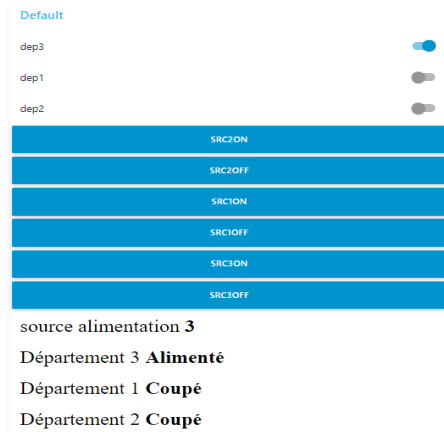 Default
dep3
dep1
dep2
SRC2ON
SRC2OFF
SRC1ON
SRC1OFF
SRC3ON
SRC3OFF
source alimentation 3
Département 3 Alimenté
Département 1 Coupé
Département 2 Coupé